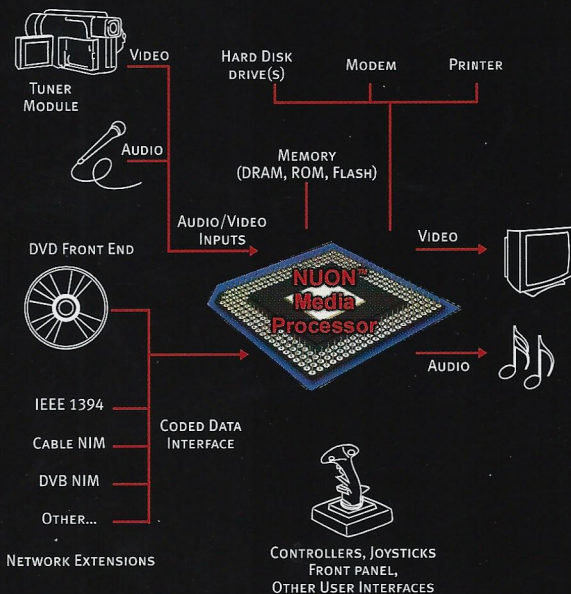 VIDEO
TUNER
MODULE
AUDIO
HARD DISK
DRIVE(S)
MODEM
PRINTER
MEMORY
(DRAM, ROM, FLASH)
AUDIO/VIDEO
INPUTS
DVD FRONT END
NUON™
Media
Processor
VIDEO
AUDIO
IEEE 1394
CABLE NIM
DVB NIM
OTHER...
CODED DATA
INTERFACE
NETWORK EXTENSIONS
CONTROLLERS, JOYSTICKS
FRONT PANEL,
OTHER USER INTERFACES